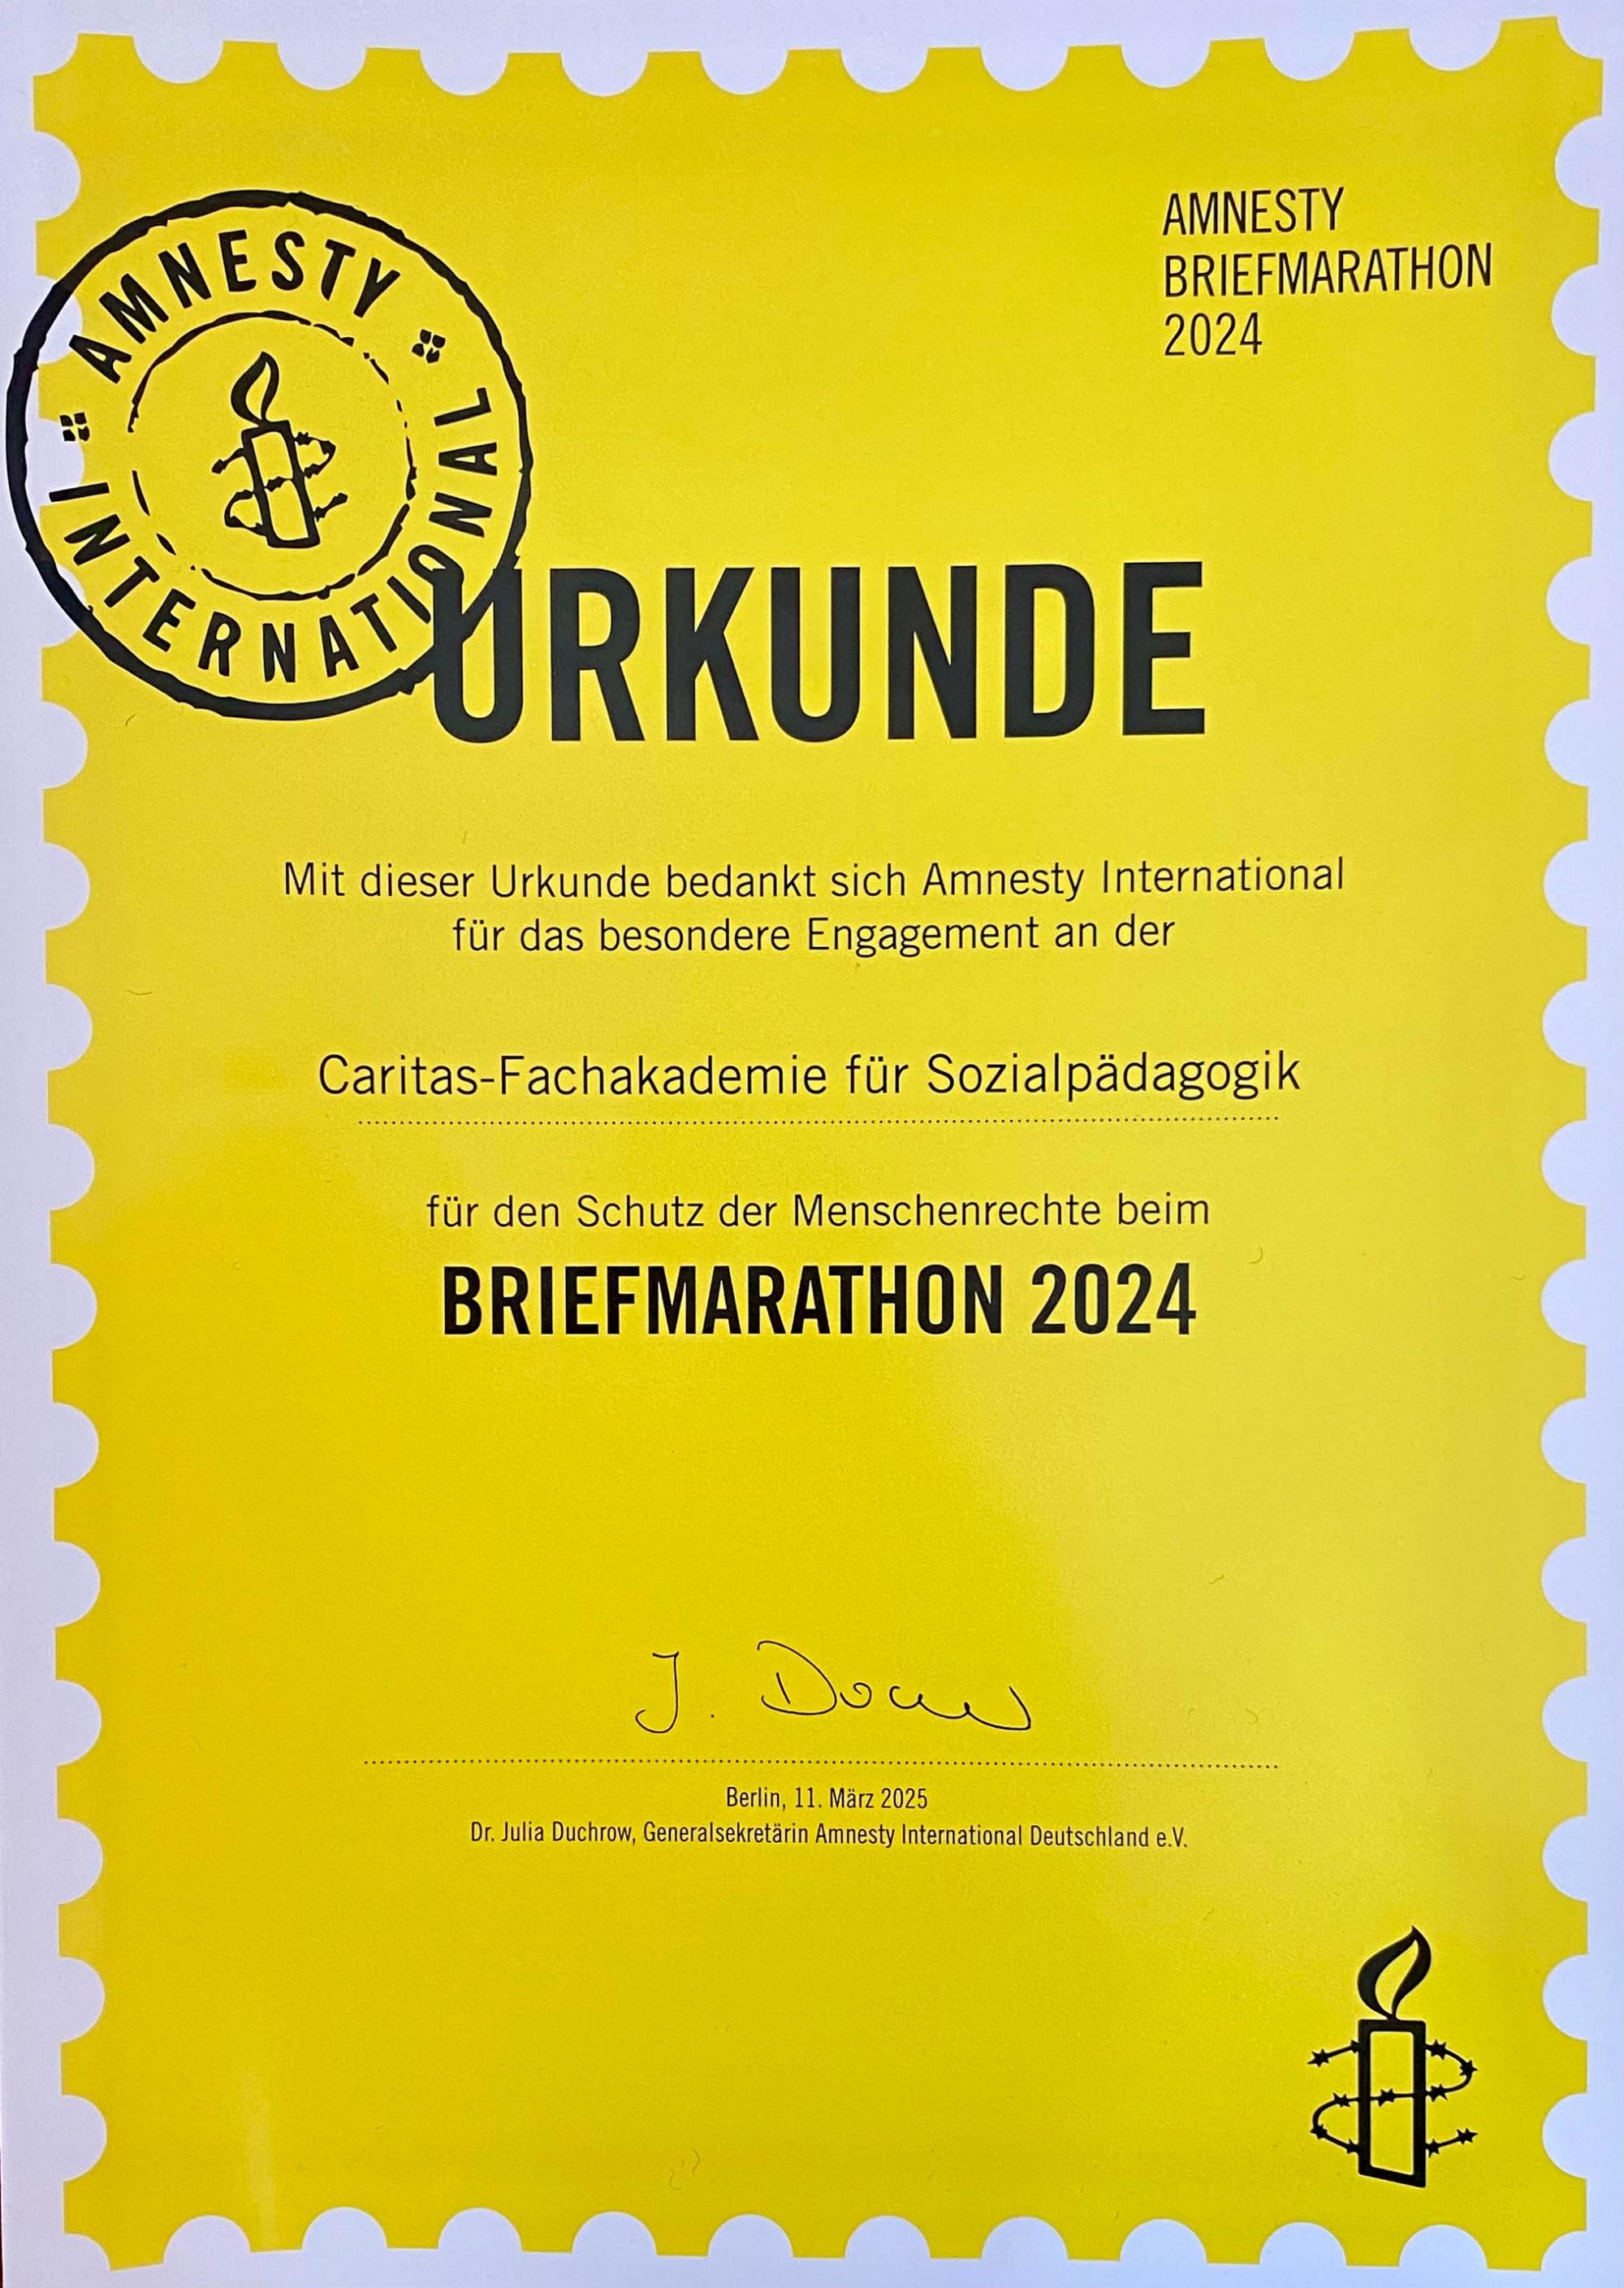 AMNESTY
INTERNATIONAL
AMNESTY
BRIEFMARATHON
2024
URKUNDE
Mit dieser Urkunde bedankt sich Amnesty International
für das besondere Engagement an der
Caritas-Fachakademie für Sozialpädagogik
für den Schutz der Menschenrechte beim
BRIEFMARATHON 2024
Berlin, 11. März 2025
Dr. Julia Duchrow, Generalsekretärin Amnesty International Deutschland e.V.